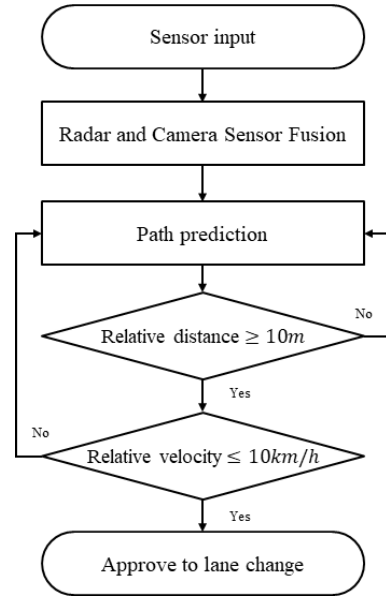 Sensor input
Radar and Camera Sensor Fusion
Path prediction
Relative distance ≥ 10m
No
Yes
No
Relative velocity ≤ 10km/h
Yes
Approve to lane change